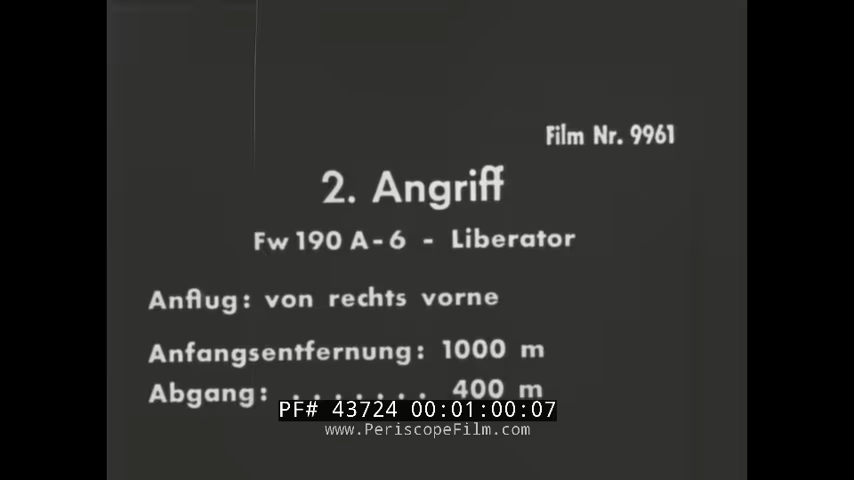 Film Nr. 9961
2. Angriff
Fw 190 A-6 - Liberator
Anflug: von rechts vorne
Anfangsentfernung: 1000 m
Abgang: ....... 400 m
PF# 43724 00:01:00:07
www.PeriscopeFilm.com